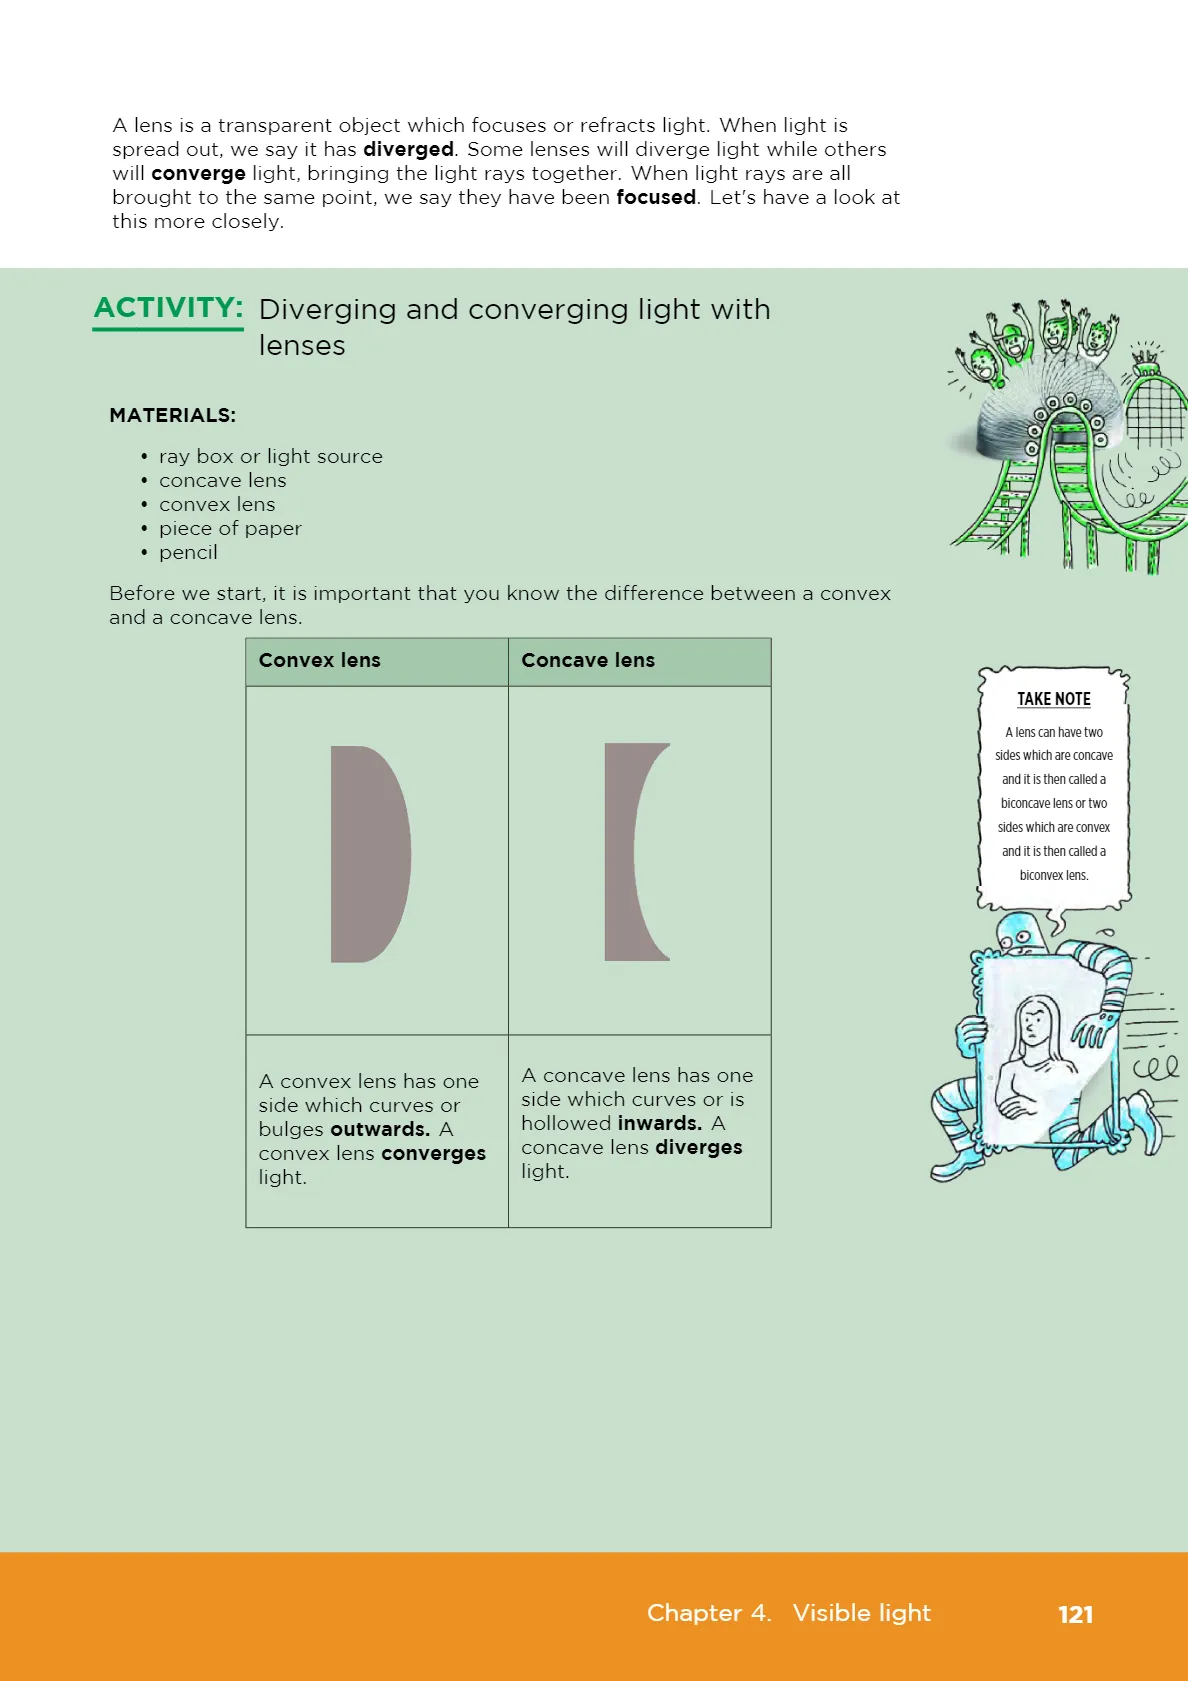 A lens is a transparent object which focuses or refracts light. When light is
spread out, we say it has diverged. Some lenses will diverge light while others
will converge light, bringing the light rays together. When light rays are all
brought to the same point, we say they have been focused. Let's have a look at
this more closely.
ACTIVITY: Diverging and converging light with
lenses
MATERIALS:
• ray box or light source
• concave lens
• convex lens
• piece of paper
• pencil
Before we start, it is important that you know the difference between a convex
and a concave lens.
Convex lens
Concave lens
A convex lens has one
side which curves or
bulges outwards. A
convex lens converges
light.
A concave lens has one
side which curves or is
hollowed inwards. A
concave lens diverges
light.
TAKE NOTE
A lens can have two
sides which are concave
and it is then called a
biconcave lens or two
sides which are convex
and it is then called a
biconvex lens.
Chapter 4. Visible light 121